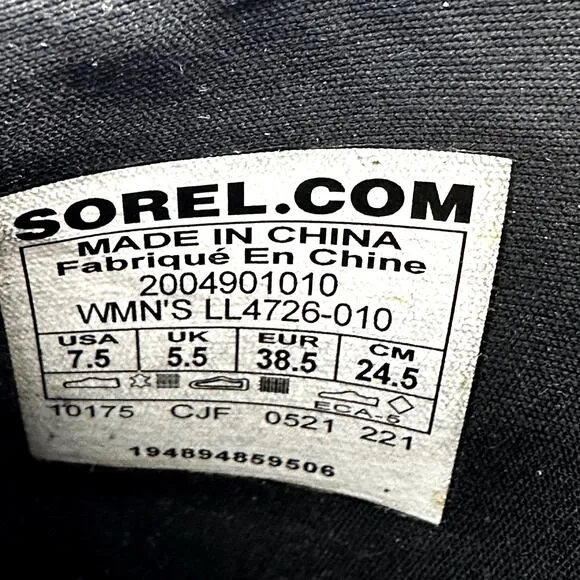 SOREL.COM
MADE IN CHINA
Fabriqué En Chine
2004901010
WMN'S LL4726-010
USA UK EUR CM
7.5 5.5 38.5 24.5
ECA-5
10175 CJF 0521 221
194894859506